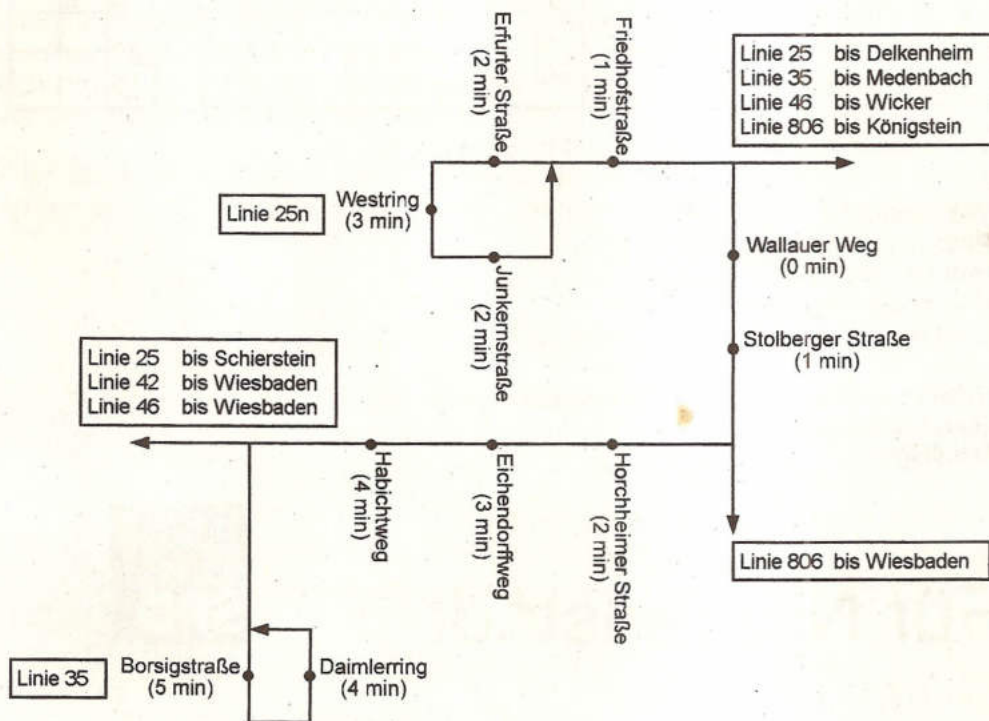 Erfurter Straße
(2 min)
Friedhofstraße
(1 min)
Linie 25 bis Delkenheim
Linie 35 bis Medenbach
Linie 46 bis Wicker
Linie 806 bis Königstein
Linie 25n
Westring
(3 min)
Junkernstraße
(2 min)
Wallauer Weg
(0 min)
Stolberger Straße
(1 min)
Linie 25 bis Schierstein
Linie 42 bis Wiesbaden
Linie 46 bis Wiesbaden
Habichtweg
(4 min)
Eichendorffweg
(3 min)
Horchheimer Straße
(2 min)
Linie 806 bis Wiesbaden
Linie 35
Borsigstraße
(5 min)
Daimlerring
(4 min)